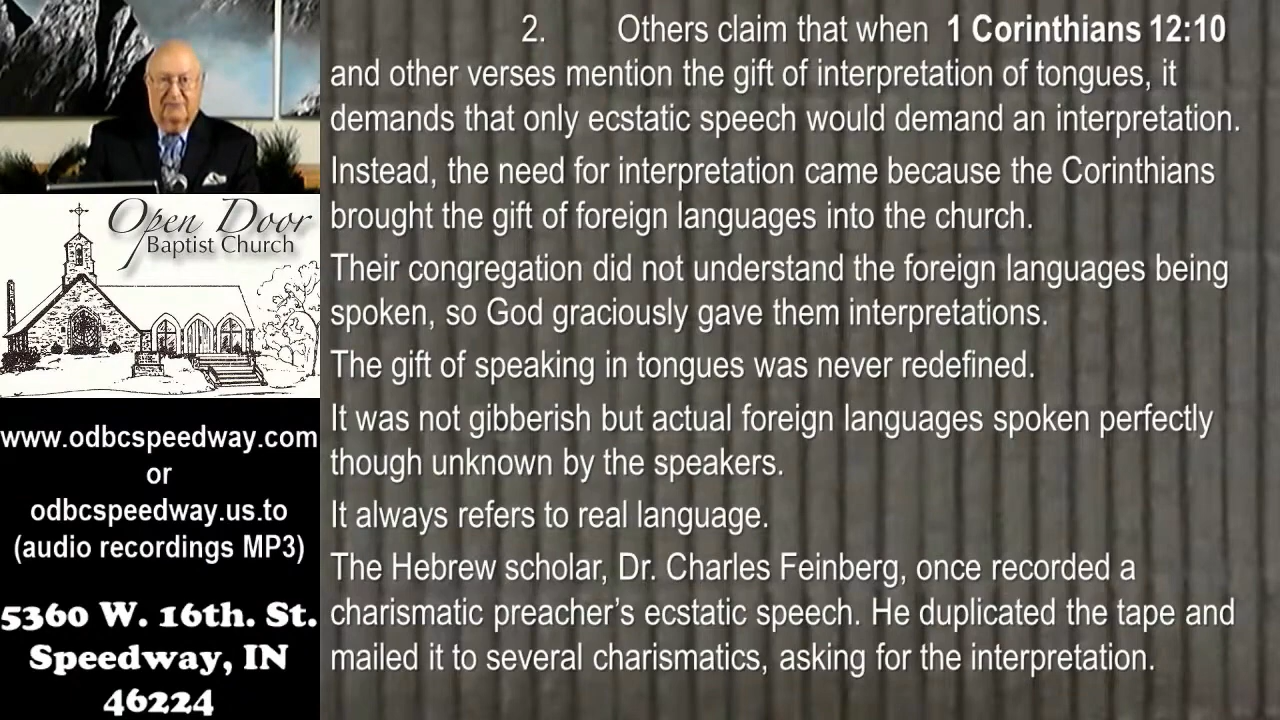 2. Others claim that when 1 Corinthians 12:10
and other verses mention the gift of interpretation of tongues, it
demands that only ecstatic speech would demand an interpretation.
Instead, the need for interpretation came because the Corinthians
brought the gift of foreign languages into the church.
Their congregation did not understand the foreign languages being
spoken, so God graciously gave them interpretations.
The gift of speaking in tongues was never redefined.
It was not gibberish but actual foreign languages spoken perfectly
though unknown by the speakers.
It always refers to real language.
The Hebrew scholar, Dr. Charles Feinberg, once recorded a
charismatic preacher’s ecstatic speech. He duplicated the tape and
mailed it to several charismatics, asking for the interpretation.
Open Door
Baptist Church
www.odbcspeedway.com
or
odbcspeedway.us.to
(audio recordings MP3)
5360 W. 16th. St.
Speedway, IN
46224